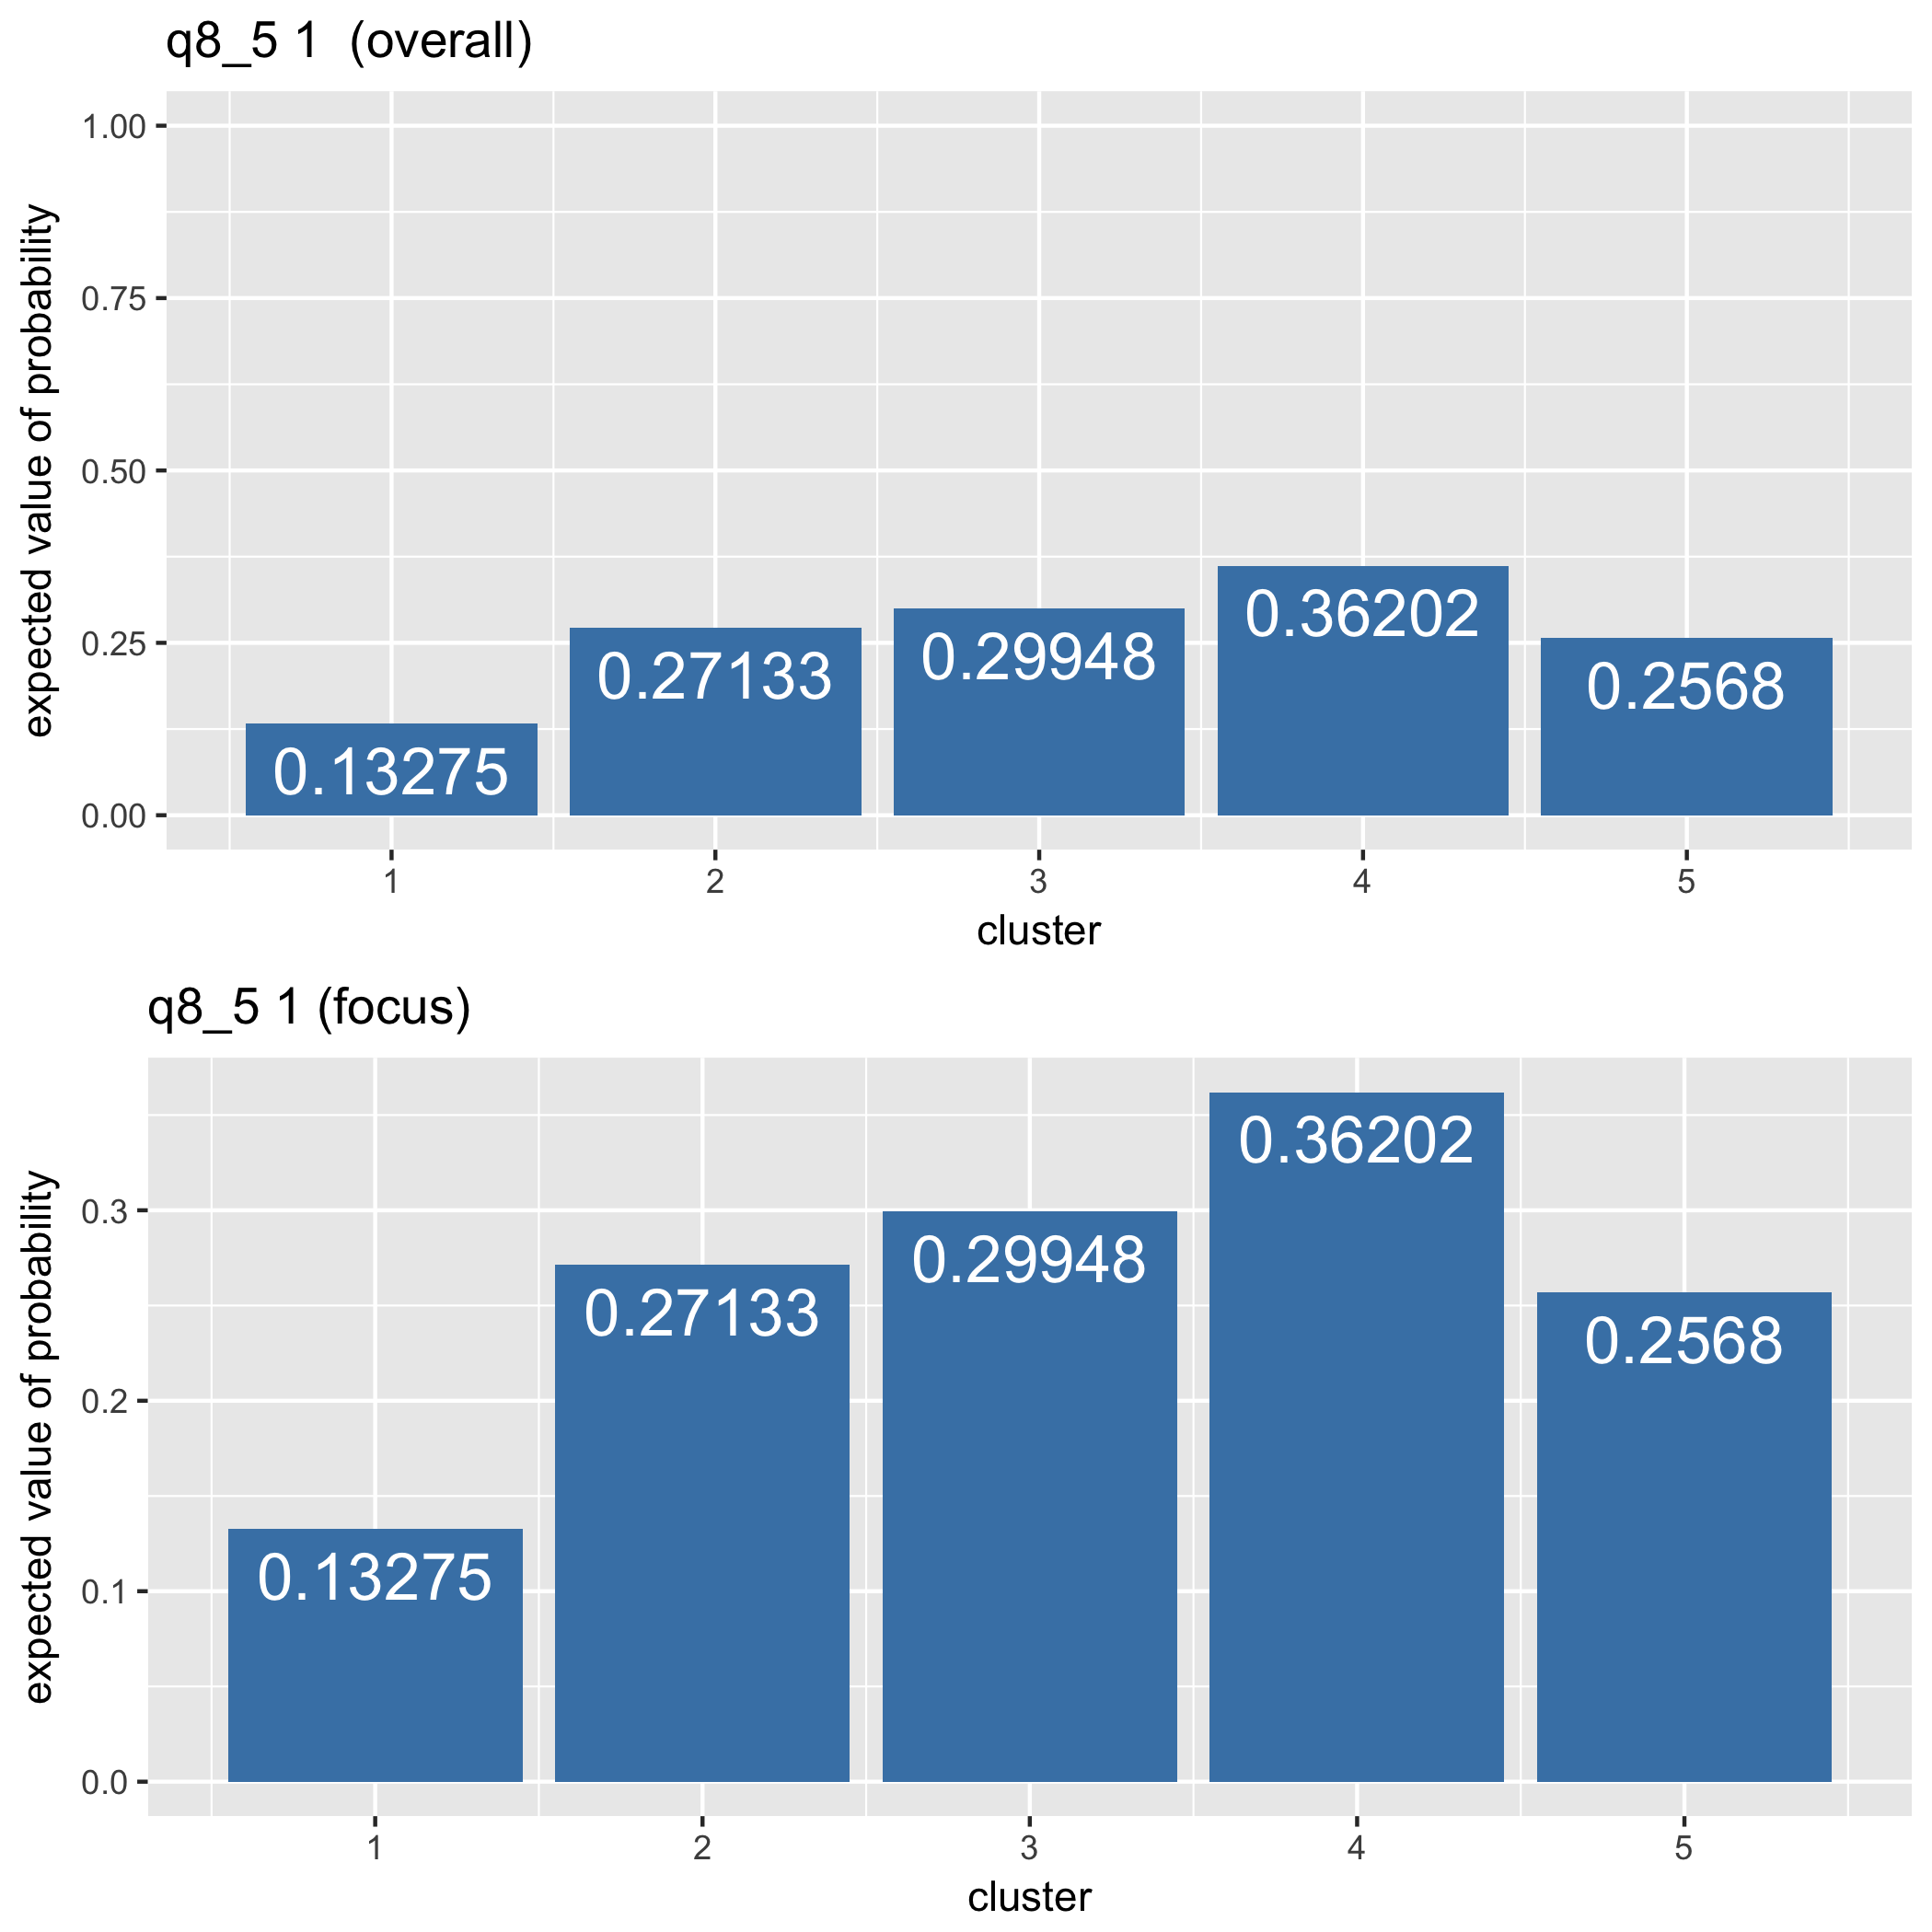 q8_5 1  (overall)
expected value of probability
1.00
0.75
0.50
0.25
0.00
0.13275
0.27133
0.29948
0.36202
0.2568
1 2 3 4 5
cluster
q8_5 1 (focus)
expected value of probability
0.3
0.2
0.1
0.0
0.13275
0.27133
0.29948
0.36202
0.2568
1 2 3 4 5
cluster